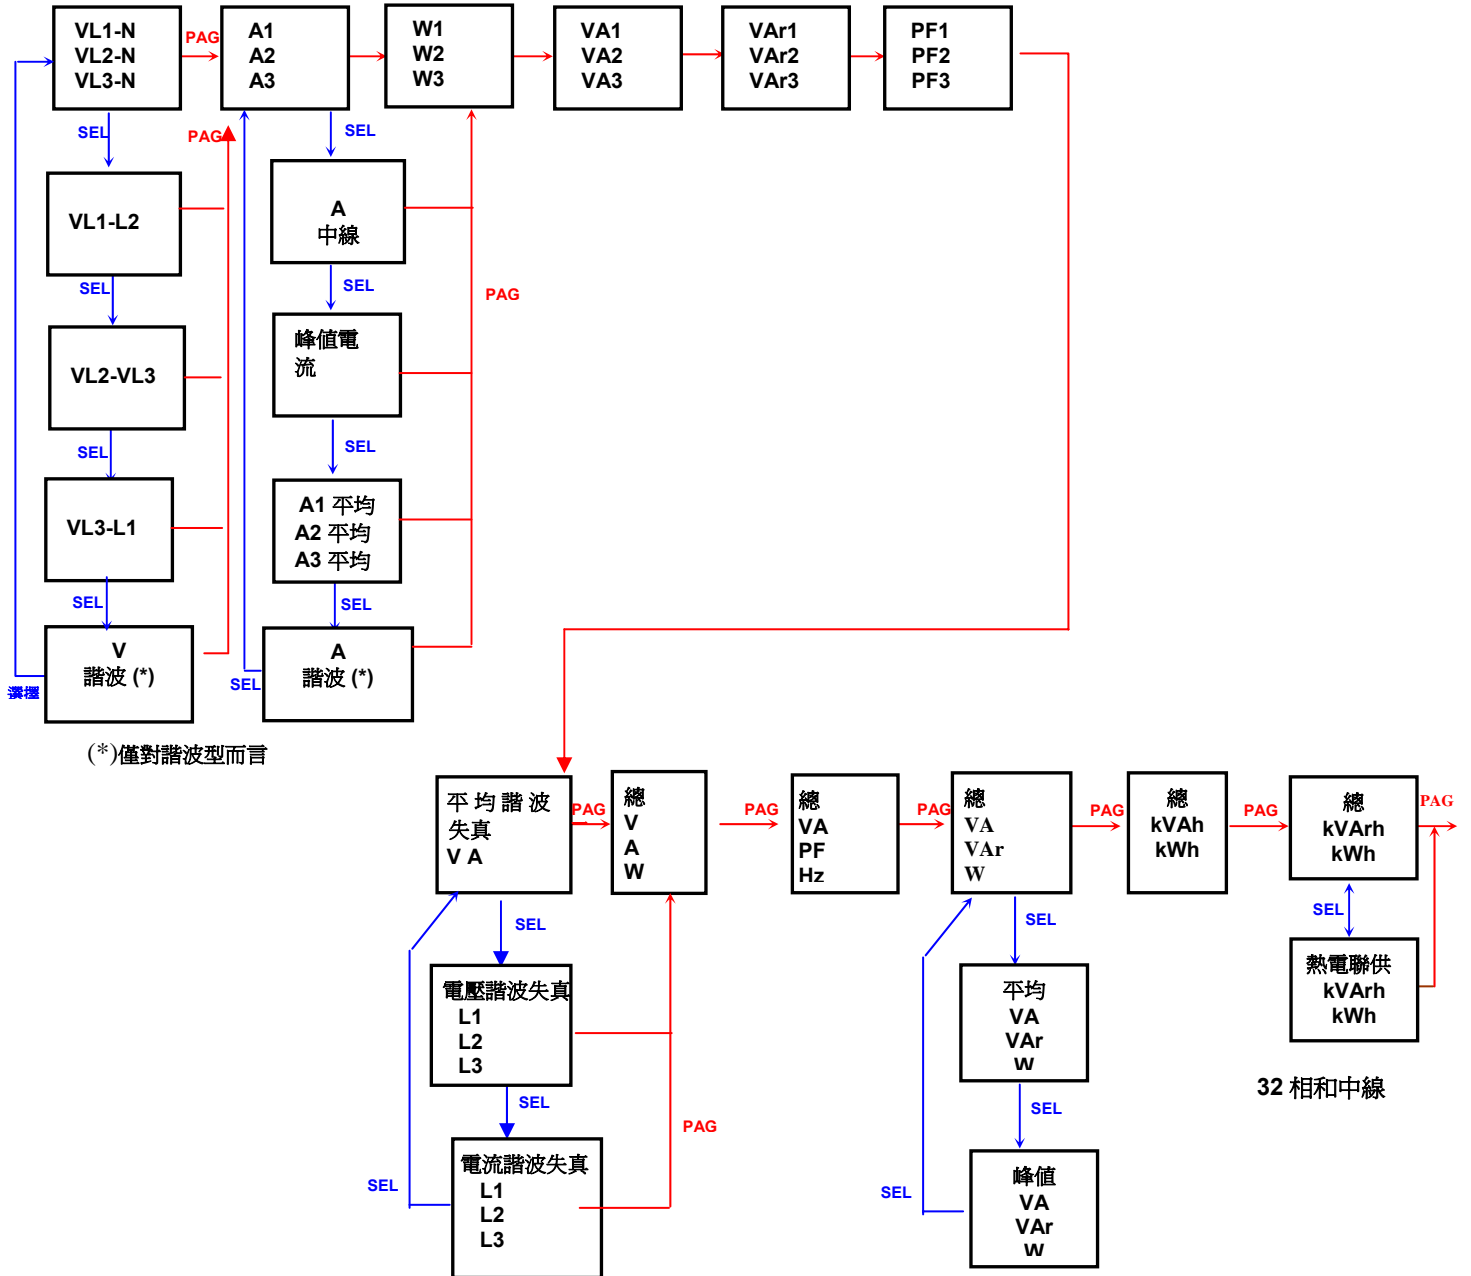 VL1-N
VL2-N
VL3-N
PAG
A1
A2
A3
W1
W2
W3
VA1
VA2
VA3
VAr1
VAr2
VAr3
PF1
PF2
PF3
SEL
PAG
SEL
VL1-L2
A
中線
SEL
SEL
PAG
VL2-VL3
峰值電
流
SEL
SEL
VL3-L1
A1 平均
A2 平均
A3 平均
SEL
SEL
V
諧波 (*)
選擇
A
諧波 (*)
SEL
(*)僅對諧波型而言
平 均 諧 波
失真
V A
PAG
總
V
A
W
PAG
總
VA
PF
Hz
PAG
總
VA
VAr
W
PAG
總
kVAh
kWh
PAG
總
kVArh
kWh
PAG
SEL
SEL
SEL
電壓諧波失真
L1
L2
L3
平均
VA
VAr
W
熱電聯供
kVArh
kWh
32 相和中線
SEL
SEL
PAG
電流諧波失真
L1
L2
L3
SEL
峰值
VA
VAr
W
SEL